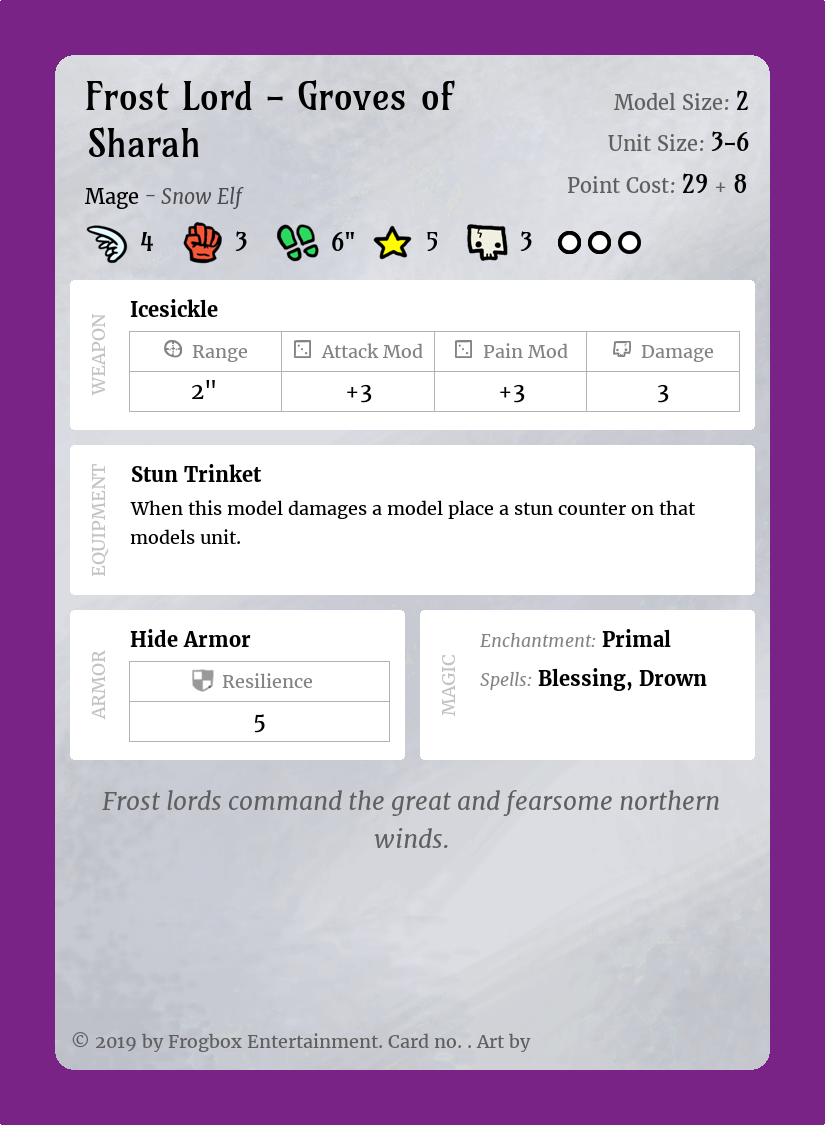 Frost Lord – Groves of
Sharah
Model Size: 2
Unit Size: 3–6
Point Cost: 29 + 8
Mage – Snow Elf
4 3 6" 5 3
WEAPON
Icesickle
Range Attack Mod Pain Mod Damage
2" +3 +3 3
EQUIPMENT
Stun Trinket
When this model damages a model place a stun counter on that
models unit.
ARMOR
Hide Armor
Resilience
5
MAGIC
Enchantment: Primal
Spells: Blessing, Drown
Frost lords command the great and fearsome northern
winds.
© 2019 by Frogbox Entertainment. Card no. . Art by